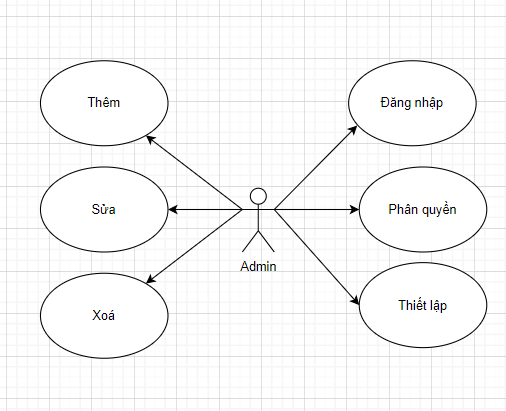 Thêm
Đăng nhập
Sửa
Phân quyền
Admin
Xoá
Thiết lập